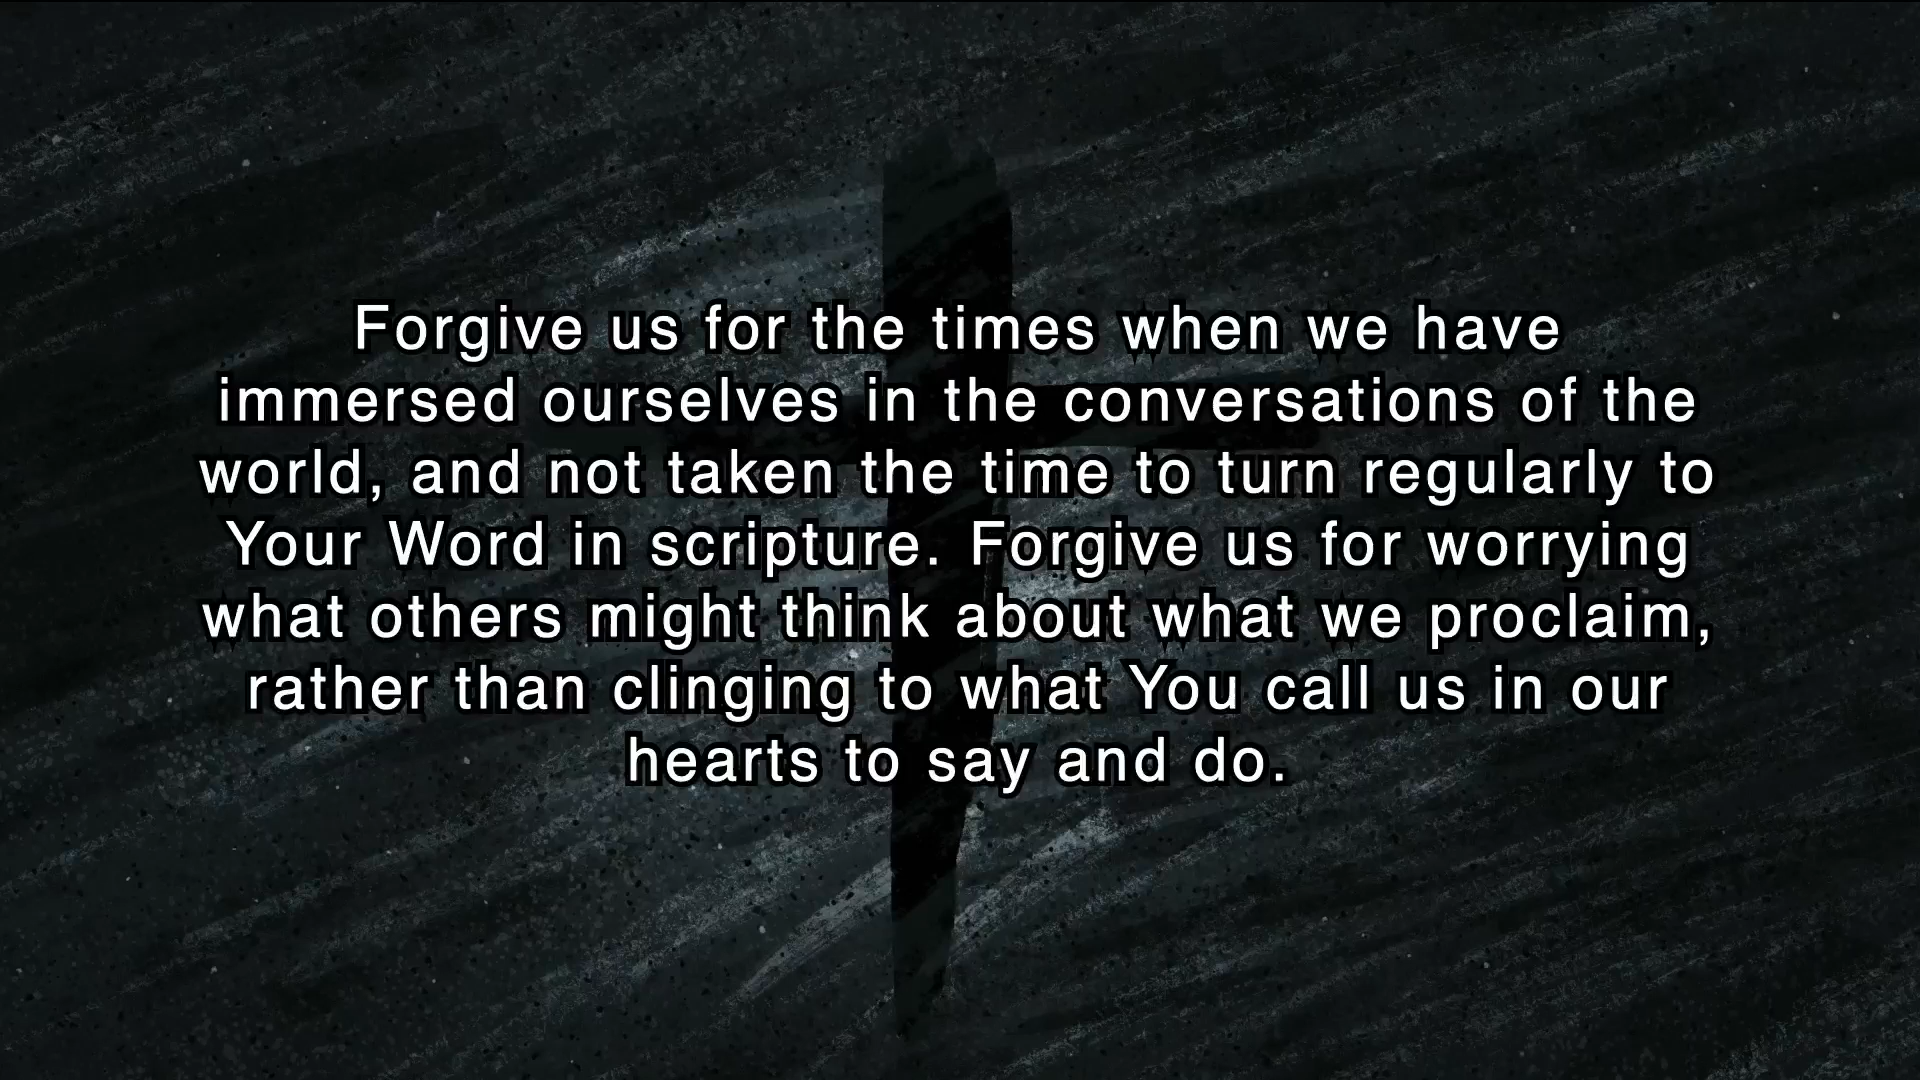 Forgive us for the times when we have
immersed ourselves in the conversations of the
world, and not taken the time to turn regularly to
Your Word in scripture. Forgive us for worrying
what others might think about what we proclaim,
rather than clinging to what You call us in our
hearts to say and do.